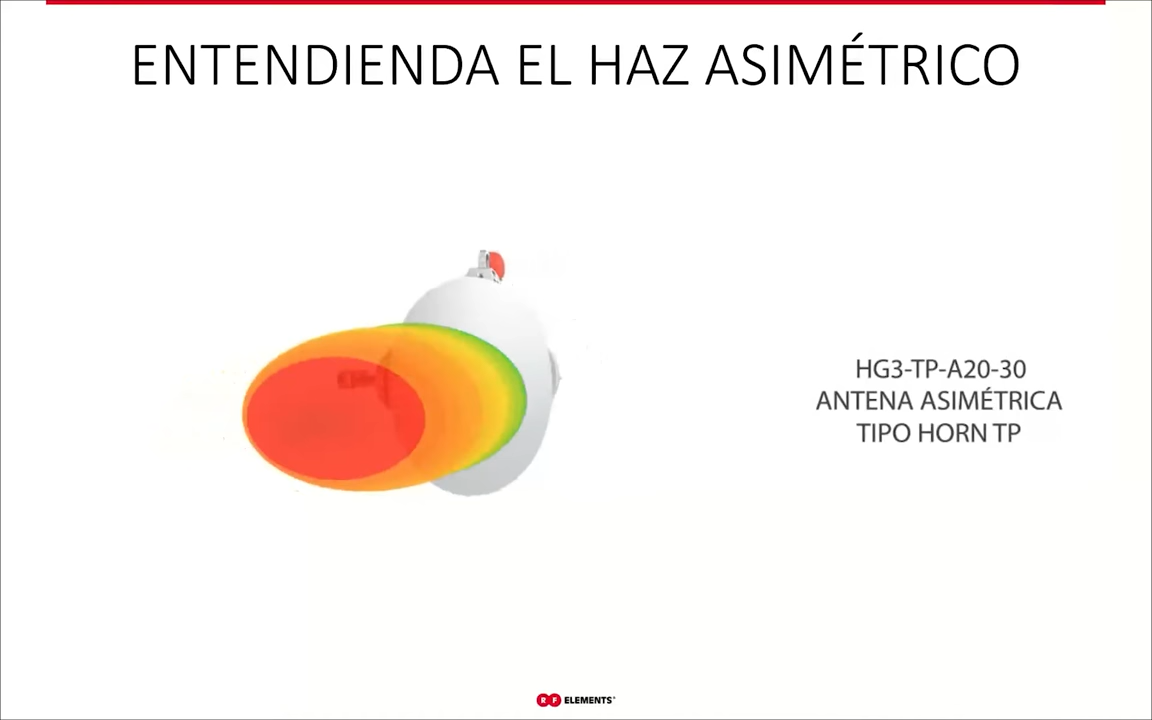 ENTENDIENDA EL HAZ ASIMÉTRICO
HG3-TP-A20-30
ANTENA ASIMÉTRICA
TIPO HORN TP
RF ELEMENTS